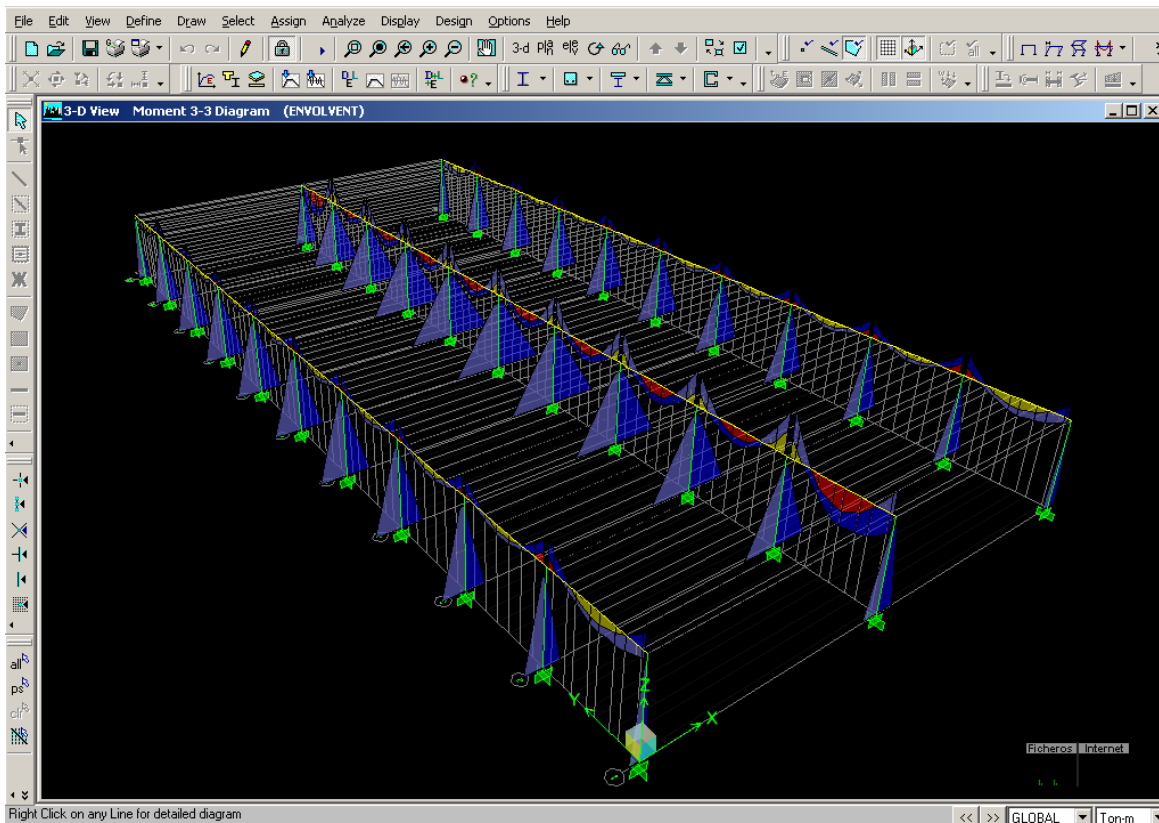 File Edit View Define Draw Select Assign Analyze Display Design Options Help
3-d
3-D View Moment 3-3 Diagram (ENVOLVENT)
all
ps
clr
Z
Y
X
Ficheros Internet
Right Click on any Line for detailed diagram
<< >> GLOBAL Ton-m